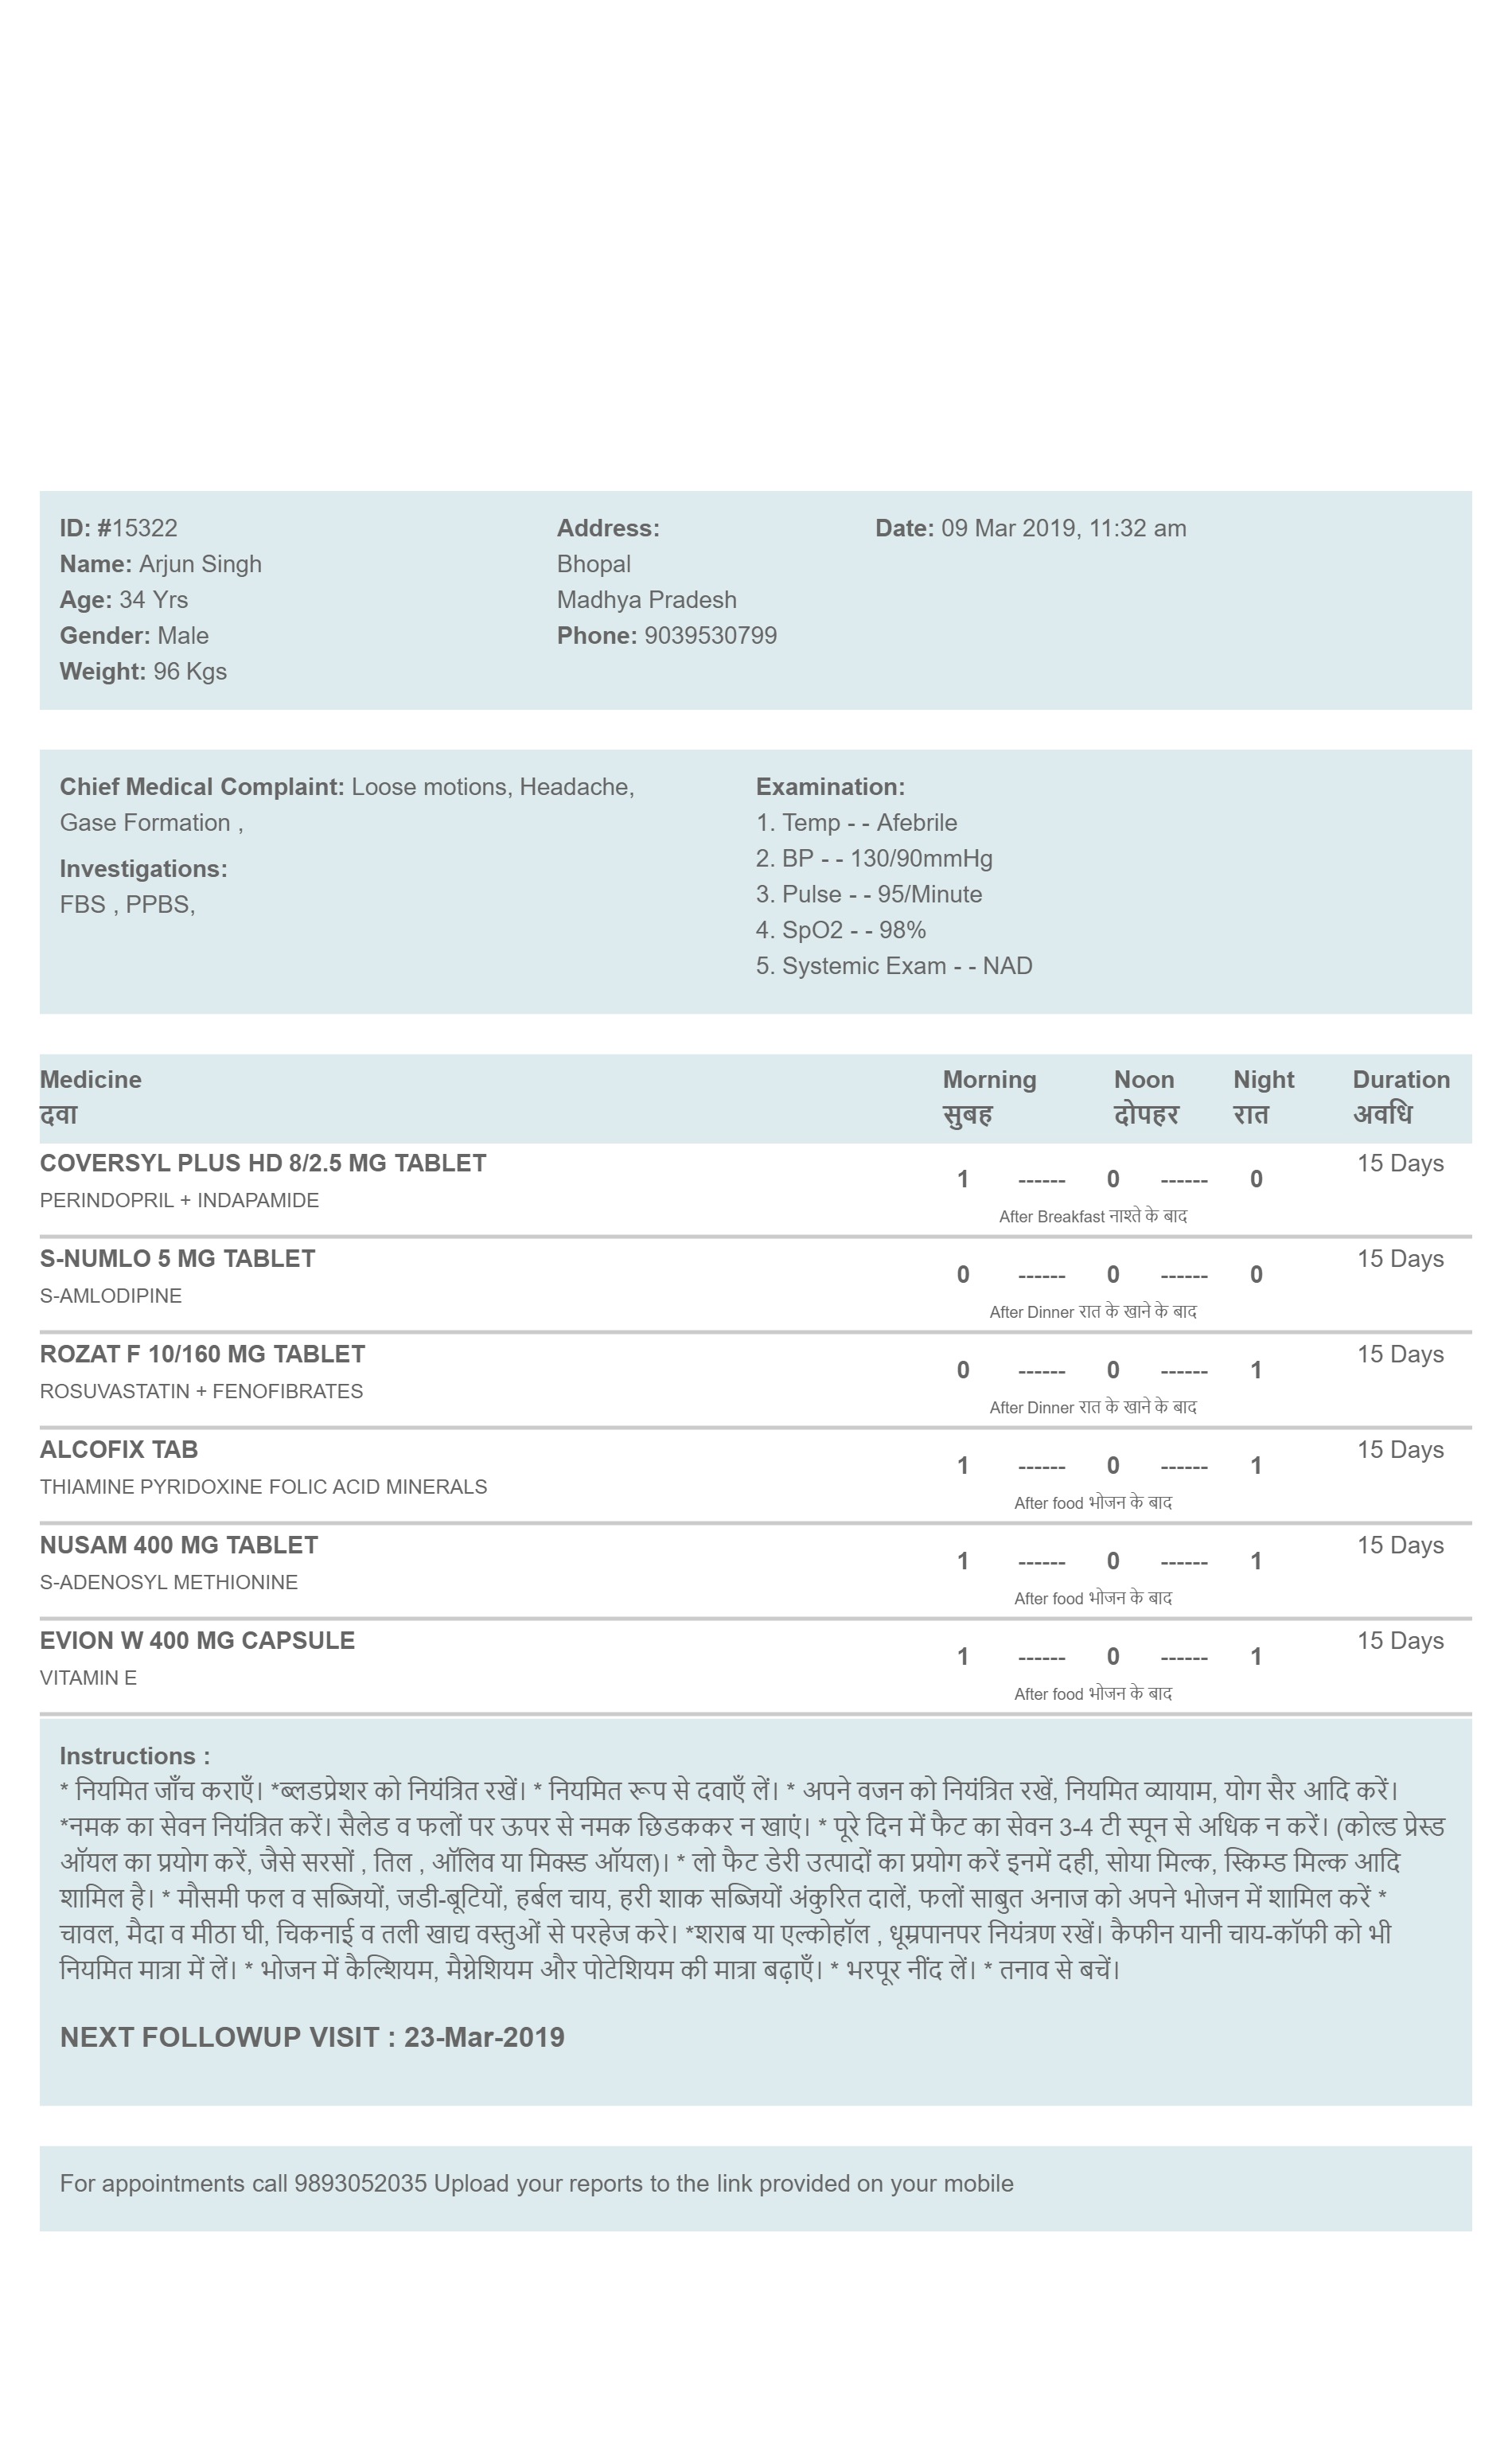 ID: #15322
Name: Arjun Singh
Age: 34 Yrs
Gender: Male
Weight: 96 Kgs
Address:
Bhopal
Madhya Pradesh
Phone: 9039530799
Date: 09 Mar 2019, 11:32 am
Chief Medical Complaint: Loose motions, Headache,
Gase Formation ,
Investigations:
FBS , PPBS,
Examination:
1. Temp - - Afebrile
2. BP - - 130/90mmHg
3. Pulse - - 95/Minute
4. SpO2 - - 98%
5. Systemic Exam - - NAD
Medicine Morning Noon Night Duration
दवा सुबह दोपहर रात अवधि
COVERSYL PLUS HD 8/2.5 MG TABLET 15 Days
1 ------ 0 ------ 0
PERINDOPRIL + INDAPAMIDE
After Breakfast नाश्ते के बाद
S-NUMLO 5 MG TABLET 15 Days
0 ------ 0 ------ 0
S-AMLODIPINE
After Dinner रात के खाने के बाद
ROZAT F 10/160 MG TABLET 15 Days
0 ------ 0 ------ 1
ROSUVASTATIN + FENOFIBRATES
After Dinner रात के खाने के बाद
ALCOFIX TAB 15 Days
1 ------ 0 ------ 1
THIAMINE PYRIDOXINE FOLIC ACID MINERALS
After food भोजन के बाद
NUSAM 400 MG TABLET 15 Days
1 ------ 0 ------ 1
S-ADENOSYL METHIONINE
After food भोजन के बाद
EVION W 400 MG CAPSULE 15 Days
1 ------ 0 ------ 1
VITAMIN E
After food भोजन के बाद
Instructions :
* नियमित जाँच कराएँ। *ब्लडप्रेशर को नियंत्रित रखें। * नियमित रूप से दवाएँ लें। * अपने वजन को नियंत्रित रखें, नियमित व्यायाम, योग सैर आदि करें।
*नमक का सेवन नियंत्रित करें। सैलेड व फलों पर ऊपर से नमक छिडककर न खाएं। * पूरे दिन में फैट का सेवन 3-4 टी स्पून से अधिक न करें। (कोल्ड प्रेस्ड
ऑयल का प्रयोग करें, जैसे सरसों , तिल , ऑलिव या मिक्स्ड ऑयल)। * लो फैट डेरी उत्पादों का प्रयोग करें इनमें दही, सोया मिल्क, स्किम्ड मिल्क आदि
शामिल है। * मौसमी फल व सब्जियों, जडी-बूटियों, हर्बल चाय, हरी शाक सब्जियों अंकुरित दालें, फलों साबुत अनाज को अपने भोजन में शामिल करें *
चावल, मैदा व मीठा घी, चिकनाई व तली खाद्य वस्तुओं से परहेज करे। *शराब या एल्कोहॉल , धूम्रपानपर नियंत्रण रखें। कैफीन यानी चाय-कॉफी को भी
नियमित मात्रा में लें। * भोजन में कैल्शियम, मैग्नेशियम और पोटेशियम की मात्रा बढ़ाएँ। * भरपूर नींद लें। * तनाव से बचें।
NEXT FOLLOWUP VISIT : 23-Mar-2019
For appointments call 9893052035 Upload your reports to the link provided on your mobile